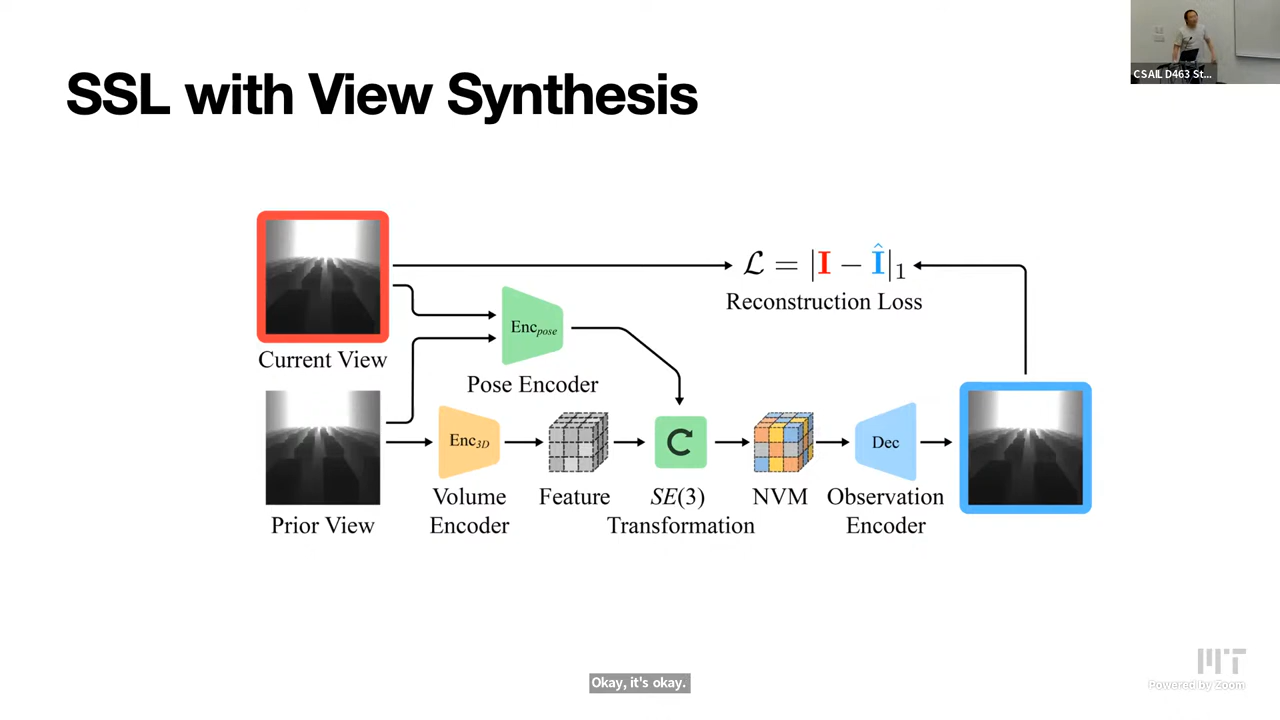 CSAIL D463 St...
SSL with View Synthesis
ℒ = |I − Î|₁
Reconstruction Loss
Enc_pose
Current View
Pose Encoder
Enc_3D
Dec
Volume
Encoder
Feature
SE(3)
Transformation
NVM
Observation
Encoder
Prior View
Okay, it's okay.
MIT
Powered by Zoom